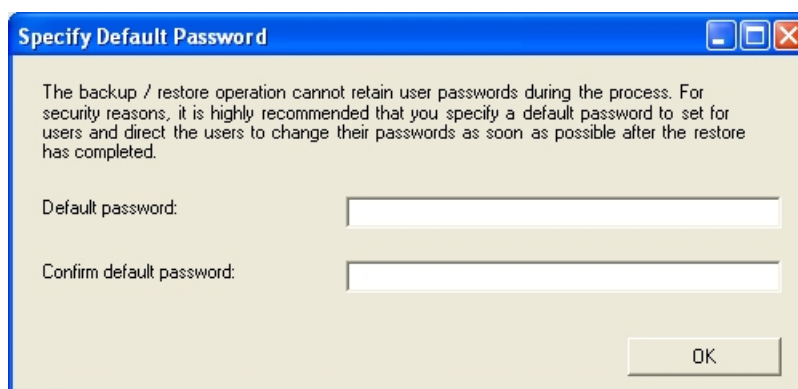 Specify Default Password
The backup / restore operation cannot retain user passwords during the process. For
security reasons, it is highly recommended that you specify a default password to set for
users and direct the users to change their passwords as soon as possible after the restore
has completed.
Default password:
Confirm default password:
OK